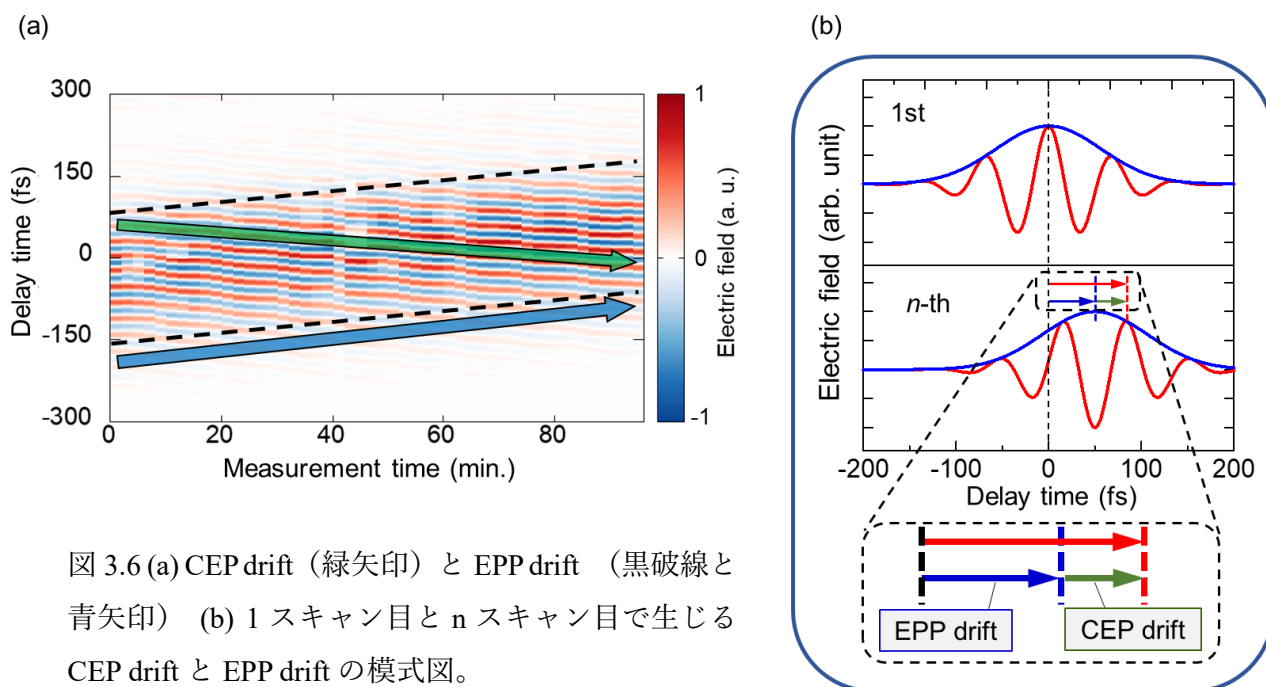 (a)
300
150
0
-150
-300
Delay time (fs)
0 20 40 60 80
Measurement time (min.)
1
0
-1
Electric field (a. u.)
(b)
1st
n-th
Electric field (arb. unit)
-200 -100 0 100 200
Delay time (fs)
EPP drift
CEP drift
図 3.6 (a) CEP drift（緑矢印）と EPP drift （黒破線と
青矢印） (b) 1 スキャン目と n スキャン目で生じる
CEP drift と EPP drift の模式図。